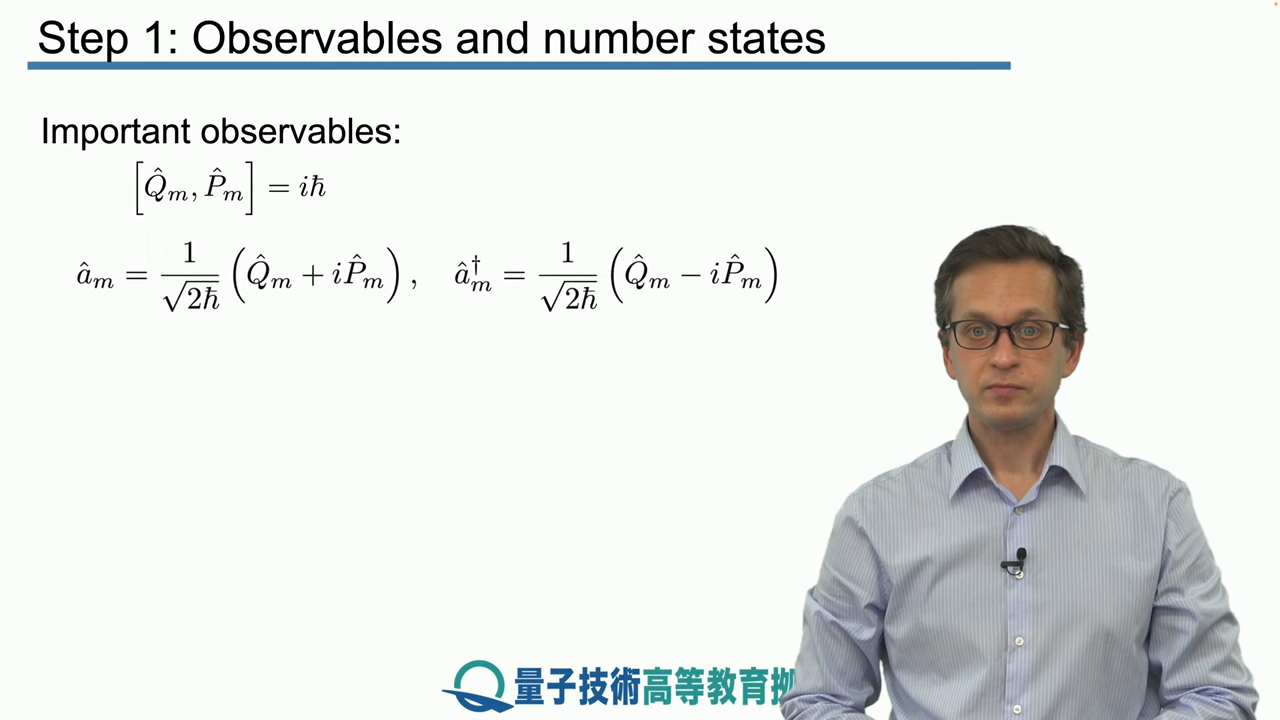 Step 1: Observables and number states
Important observables:
[Q̂ₘ, P̂ₘ] = iħ
âₘ = 1/√2ħ (Q̂ₘ + iP̂ₘ), âₘ† = 1/√2ħ (Q̂ₘ − iP̂ₘ)
量子技術高等教育拠